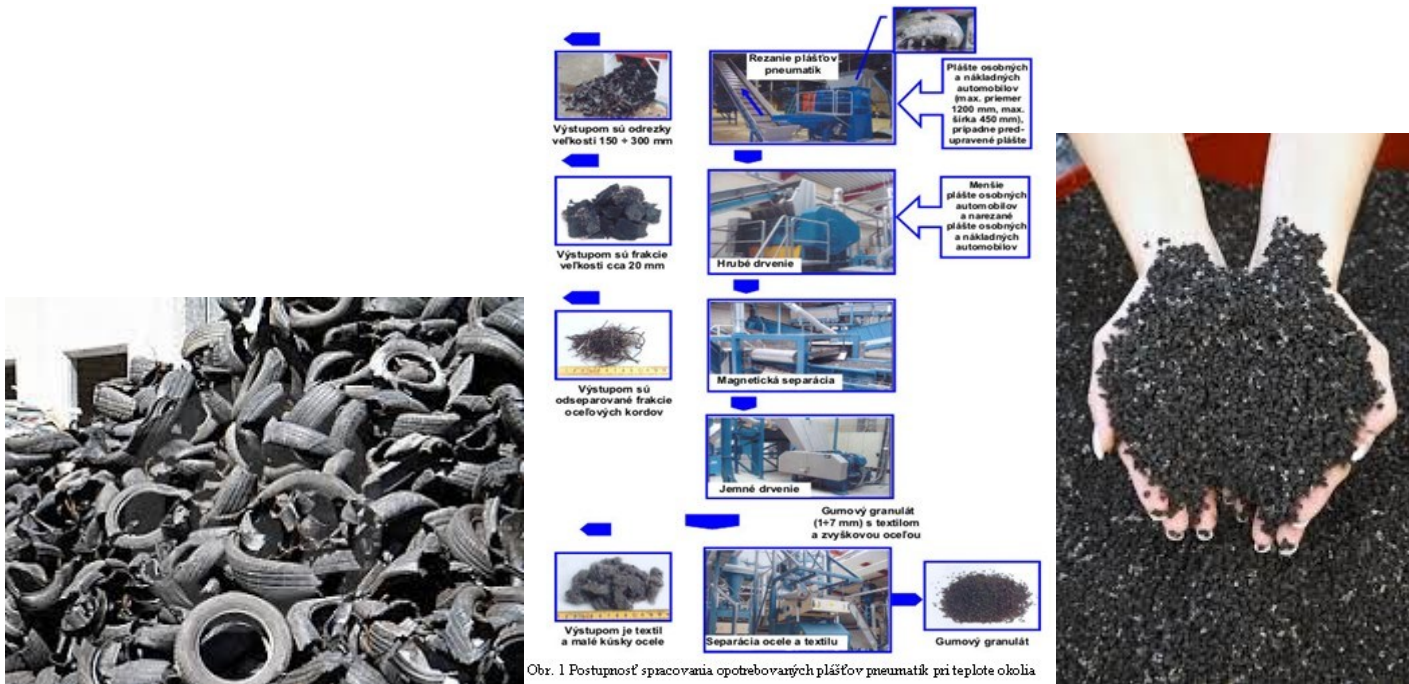 Rezanie plášťov
pneumatík
Plášte osobných
a nákladných
automobilov
(max. priemer
1200 mm, max.
šírka 450 mm),
prípadne pred-
upravené plášte
Výstupom sú odrezky
veľkosti 150 ÷ 300 mm
Menšie
plášte osobných
automobilov
a narezané
plášte osobných
a nákladných
automobilov
Hrubé drvenie
Výstupom sú frakcie
veľkosti cca 20 mm
Magnetická separácia
Výstupom sú
odseparované frakcie
oceľových kordov
Jemné drvenie
Gumový granulát
(1÷7 mm) s textilom
a zvyškovou oceľou
Výstupom je textil
a malé kúsky ocele
Separácia ocele a textilu
Gumový granulát
Obr. 1 Postupnosť spracovania opotrebovaných plášťov pneumatík pri teplote okolia